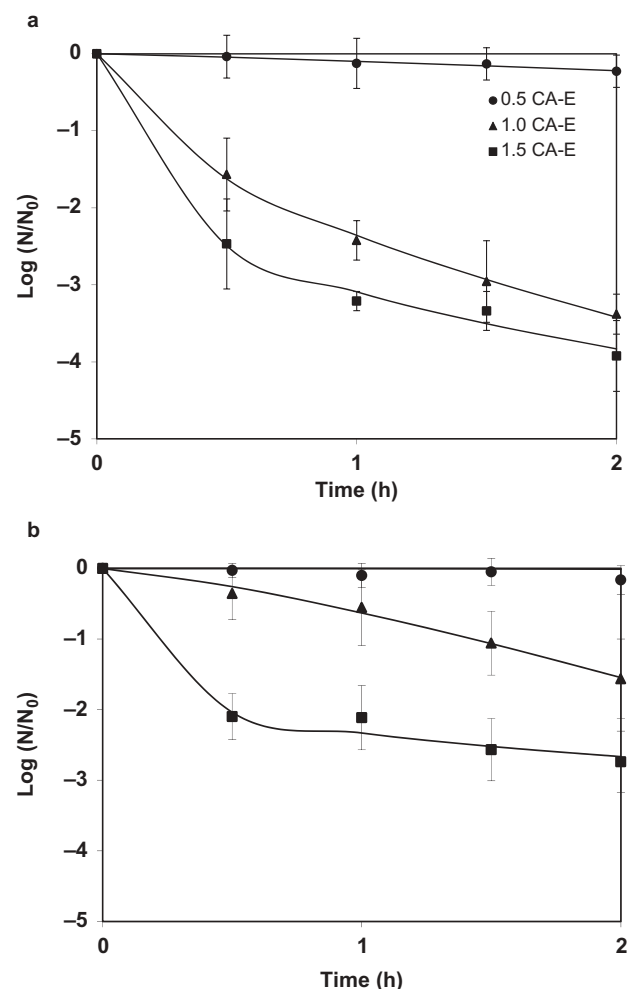 a
0
–1
–2
–3
–4
–5
Log (N/N₀)
0.5 CA-E
1.0 CA-E
1.5 CA-E
0 1 2
Time (h)
b
0
–1
–2
–3
–4
–5
Log (N/N₀)
0 1 2
Time (h)